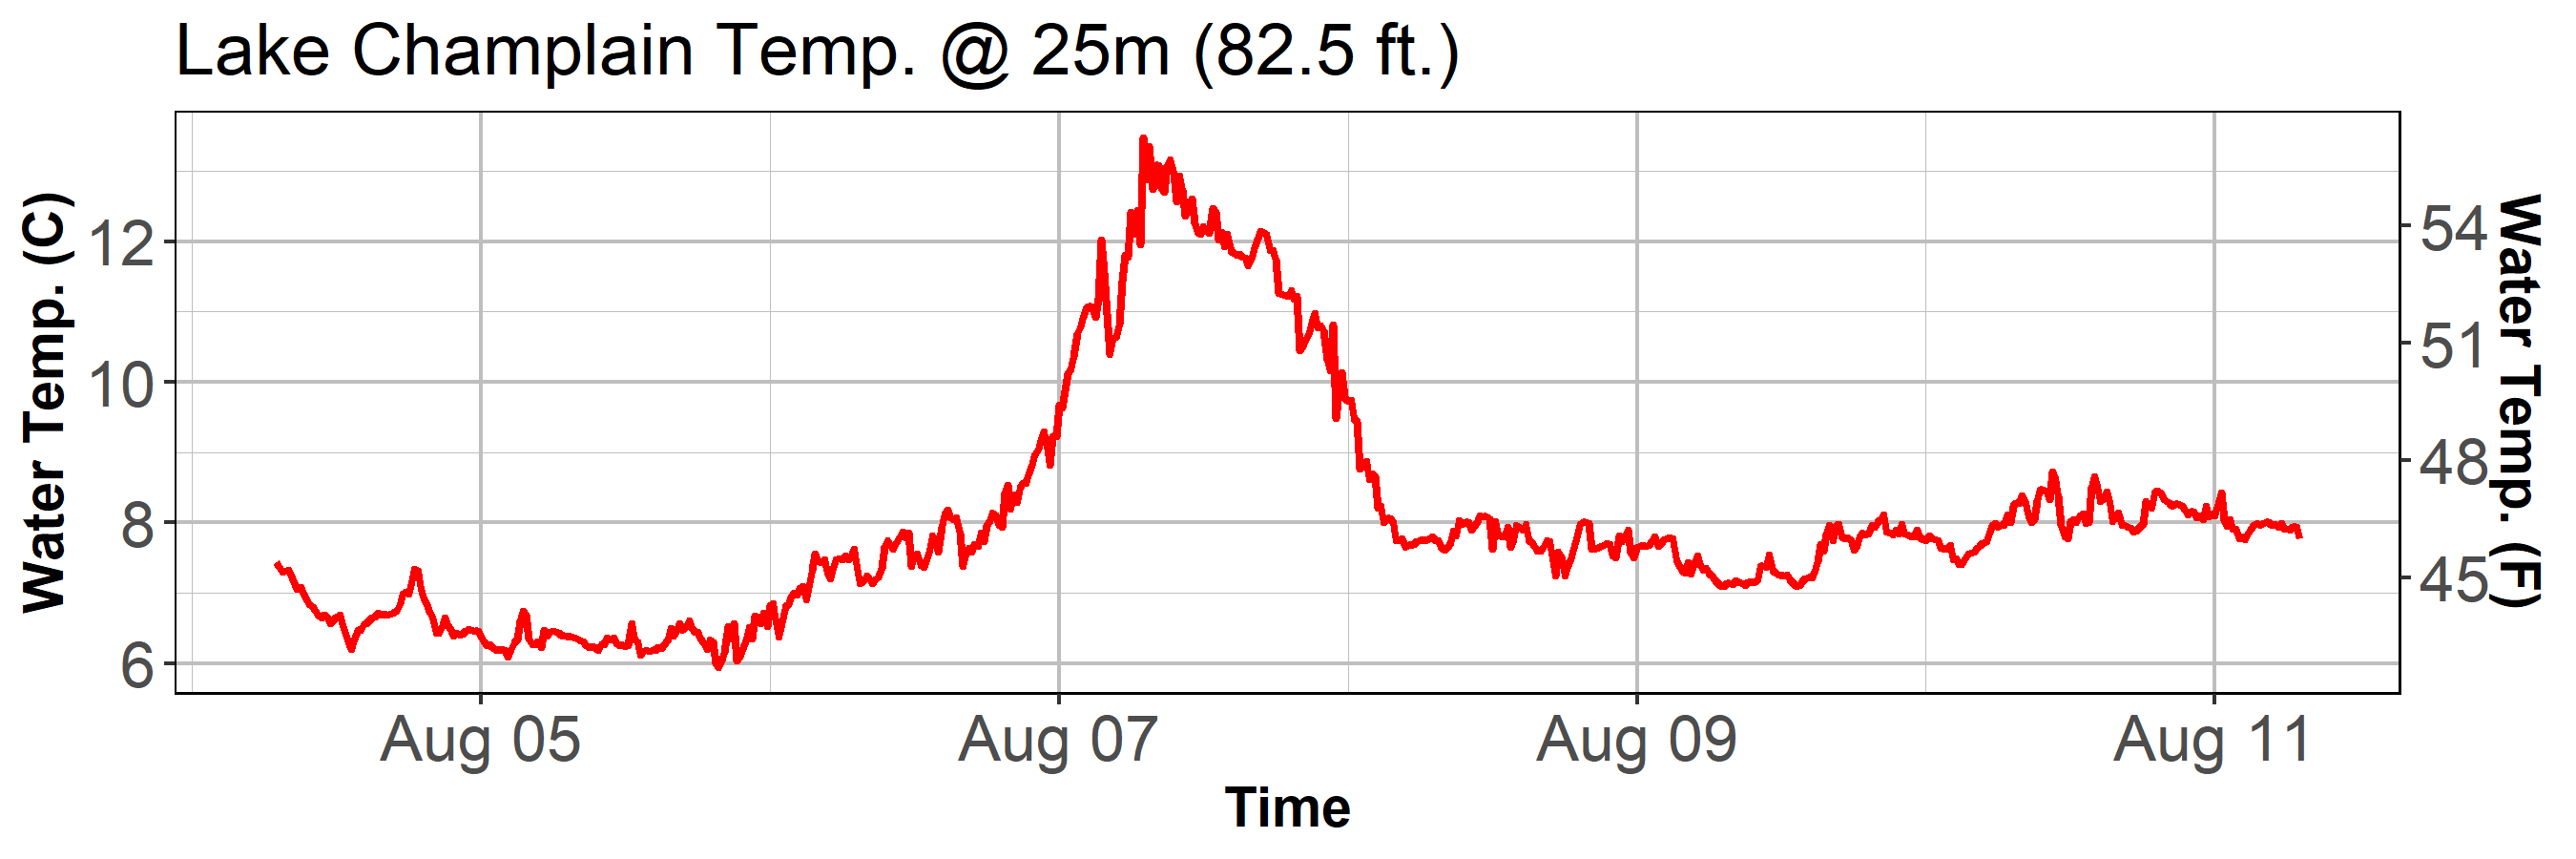 Lake Champlain Temp. @ 25m (82.5 ft.)
Water Temp. (C)
12
10
8
6
54
51
48
45
Water Temp. (F)
Aug 05
Aug 07
Aug 09
Aug 11
Time